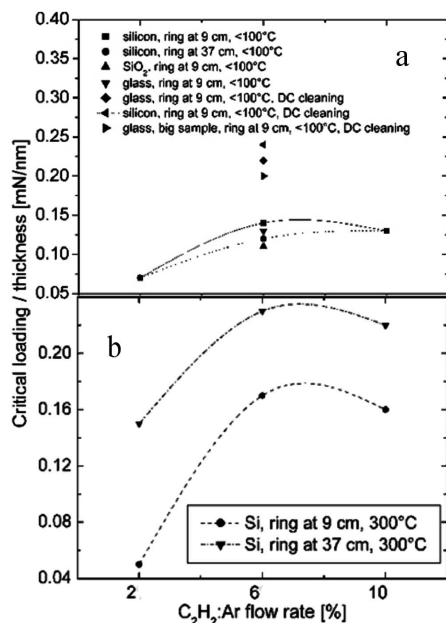 a
silicon, ring at 9 cm, <100°C
silicon, ring at 37 cm, <100°C
SiO₂, ring at 9 cm, <100°C
glass, ring at 9 cm, <100°C
glass, ring at 9 cm, <100°C, DC cleaning
silicon, ring at 9 cm, <100°C, DC cleaning
glass, big sample, ring at 9 cm, <100°C, DC cleaning
0.40
0.35
0.30
0.25
0.20
0.15
0.10
0.05
Critical loading / thickness [mN/nm]
b
0.20
0.16
0.12
0.08
0.04
Si, ring at 9 cm, 300°C
Si, ring at 37 cm, 300°C
2
6
10
C₂H₂:Ar flow rate [%]